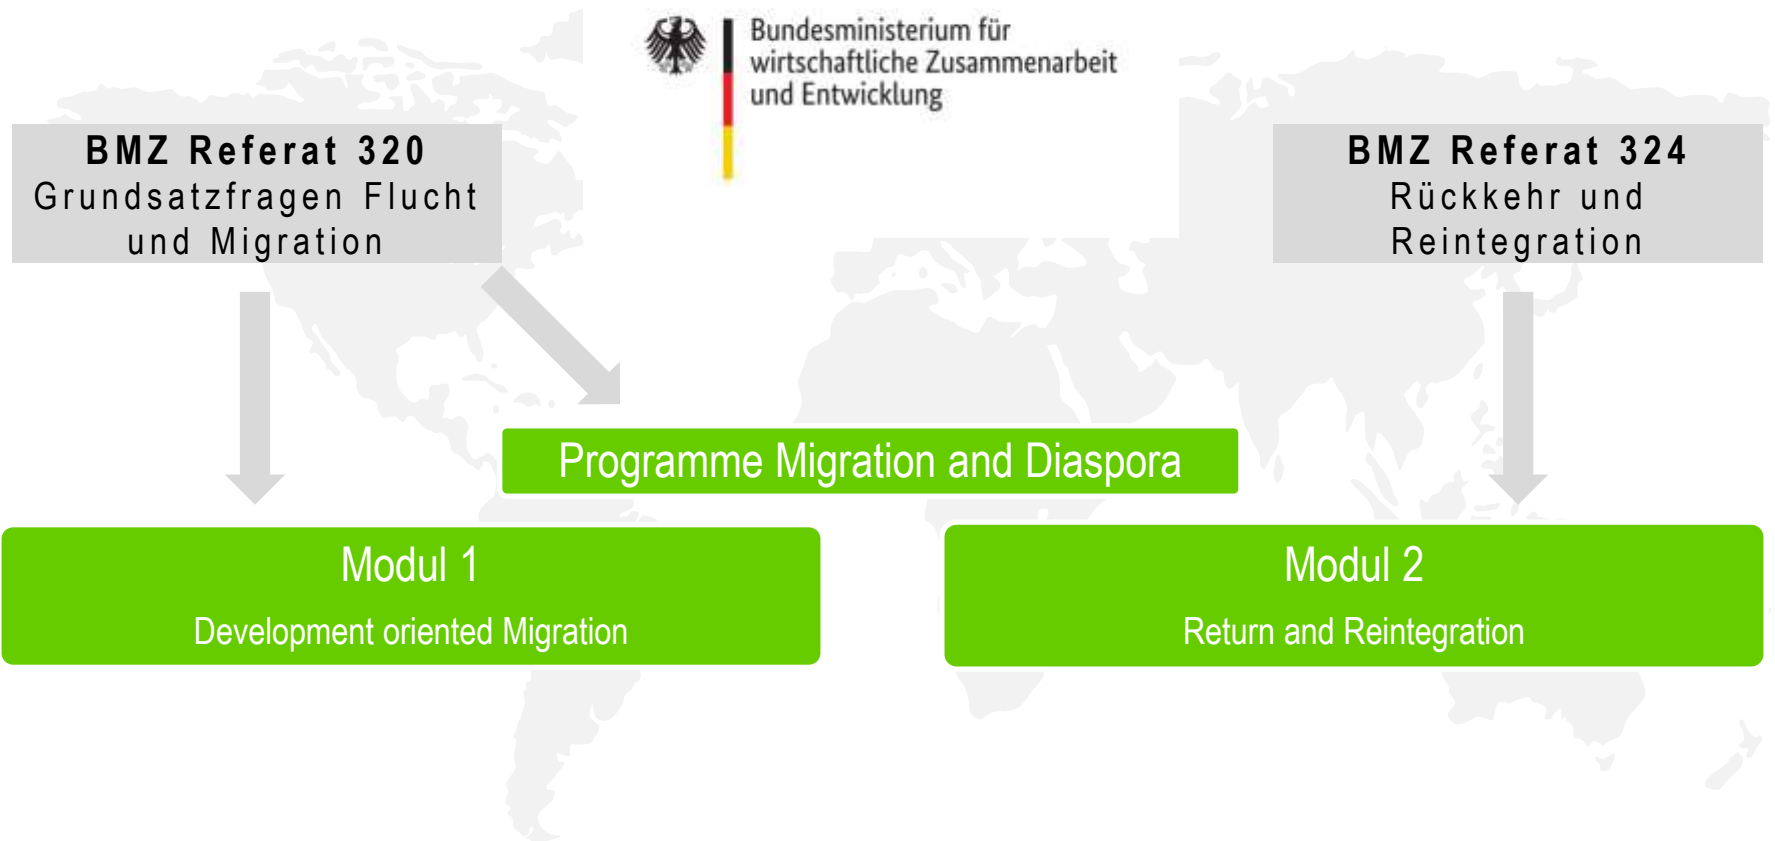 Bundesministerium für
wirtschaftliche Zusammenarbeit
und Entwicklung
BMZ Referat 320
Grundsatzfragen Flucht
und Migration
BMZ Referat 324
Rückkehr und
Reintegration
Programme Migration and Diaspora
Modul 1
Development oriented Migration
Modul 2
Return and Reintegration